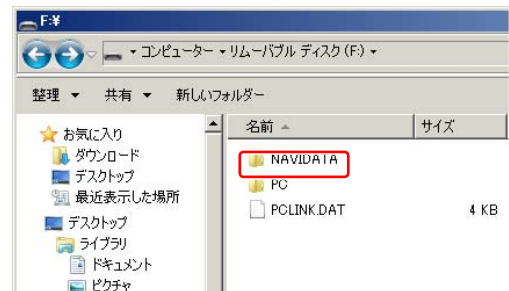 F:¥
コンピューター リムーバブル ディスク (F:)
整理 共有 新しいフォルダー
お気に入り
ダウンロード
デスクトップ
最近表示した場所
デスクトップ
ライブラリ
ドキュメント
ピクチャ
名前 サイズ
NAVIDATA
PC
PCLINK.DAT 4 KB